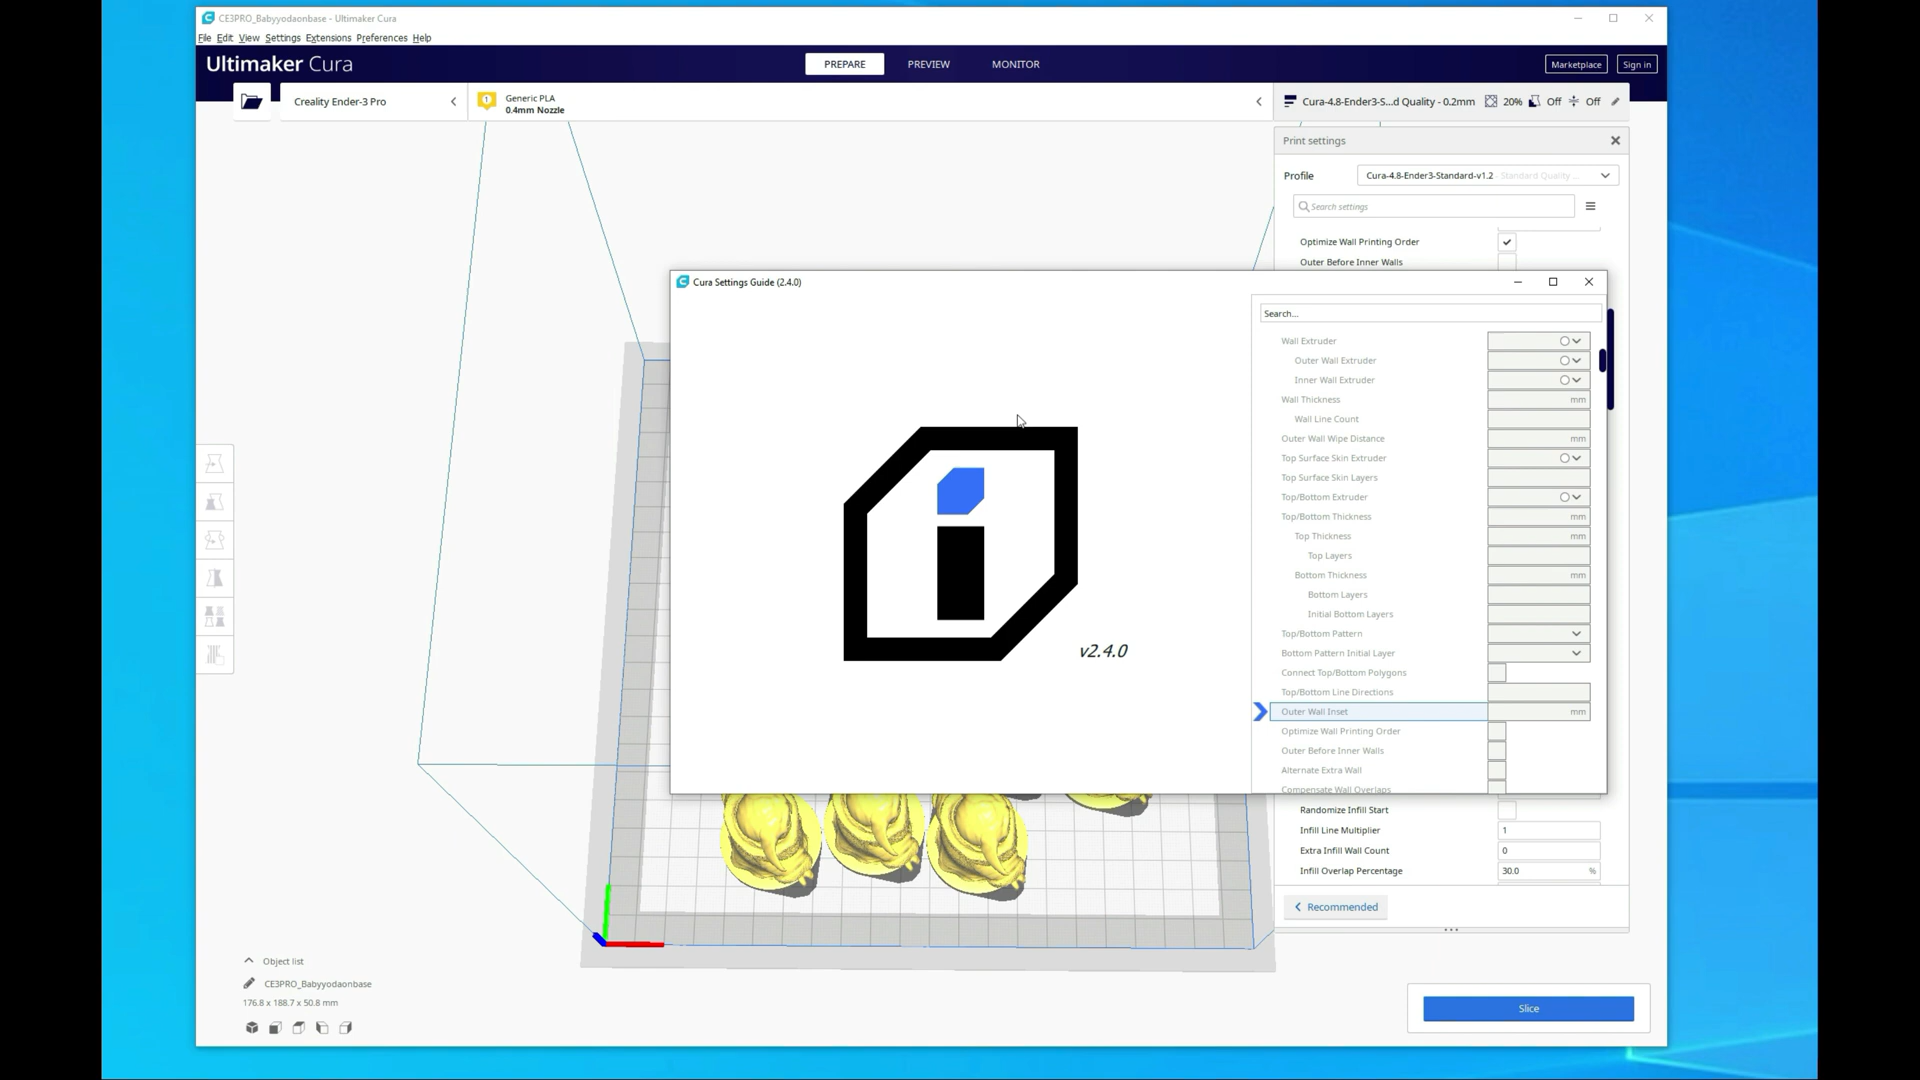 CE3PRO_Babyyodaonbase - Ultimaker Cura
File Edit View Settings Extensions Preferences Help
Ultimaker Cura
PREPARE
PREVIEW
MONITOR
Marketplace
Sign in
Creality Ender-3 Pro
1
Generic PLA
0.4mm Nozzle
Cura-4.8-Ender3-S...d Quality - 0.2mm
20%
Off
Off
Print settings
Profile
Cura-4.8-Ender3-Standard-v1.2 - Standard Quality ...
Search settings
Optimize Wall Printing Order
Outer Before Inner Walls
Cura Settings Guide (2.4.0)
Search...
Wall Extruder
Outer Wall Extruder
Inner Wall Extruder
Wall Thickness mm
Wall Line Count
Outer Wall Wipe Distance mm
Top Surface Skin Extruder
Top Surface Skin Layers
Top/Bottom Extruder
Top/Bottom Thickness mm
Top Thickness mm
Top Layers
Bottom Thickness mm
Bottom Layers
Initial Bottom Layers
Top/Bottom Pattern
Bottom Pattern Initial Layer
Connect Top/Bottom Polygons
Top/Bottom Line Directions
Outer Wall Inset mm
Optimize Wall Printing Order
Outer Before Inner Walls
Alternate Extra Wall
Compensate Wall Overlaps
i
v2.4.0
Randomize Infill Start
Infill Line Multiplier 1
Extra Infill Wall Count 0
Infill Overlap Percentage 30.0 %
Recommended
Object list
CE3PRO_Babyyodaonbase
176.8 x 188.7 x 50.8 mm
Slice